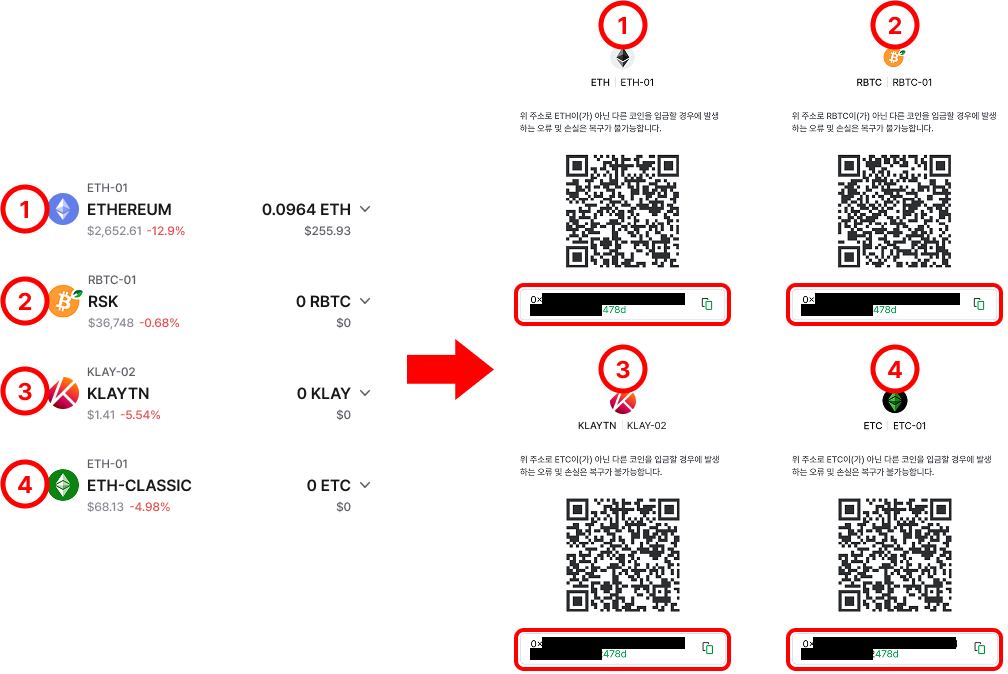 1
ETH-01
ETHEREUM
0.0964 ETH
$2,652.61 -12.9%
$255.93
2
RBTC-01
RSK
0 RBTC
$36,748 -0.68%
$0
3
KLAY-02
KLAYTN
0 KLAY
$1.41 -5.54%
$0
4
ETH-01
ETH-CLASSIC
0 ETC
$68.13 -4.98%
$0
1
ETH ETH-01
위 주소로 ETH이(가) 아닌 다른 코인을 입금할 경우에 발생
하는 오류 및 손실은 복구가 불가능합니다.
0x
478d
2
RBTC RBTC-01
위 주소로 RBTC이(가) 아닌 다른 코인을 입금할 경우에 발생
하는 오류 및 손실은 복구가 불가능합니다.
0x
478d
3
KLAYTN KLAY-02
위 주소로 ETC이(가) 아닌 다른 코인을 입금할 경우에 발생
하는 오류 및 손실은 복구가 불가능합니다.
0x
478d
4
ETC ETC-01
위 주소로 ETC이(가) 아닌 다른 코인을 입금할 경우에 발생
하는 오류 및 손실은 복구가 불가능합니다.
0x
478d